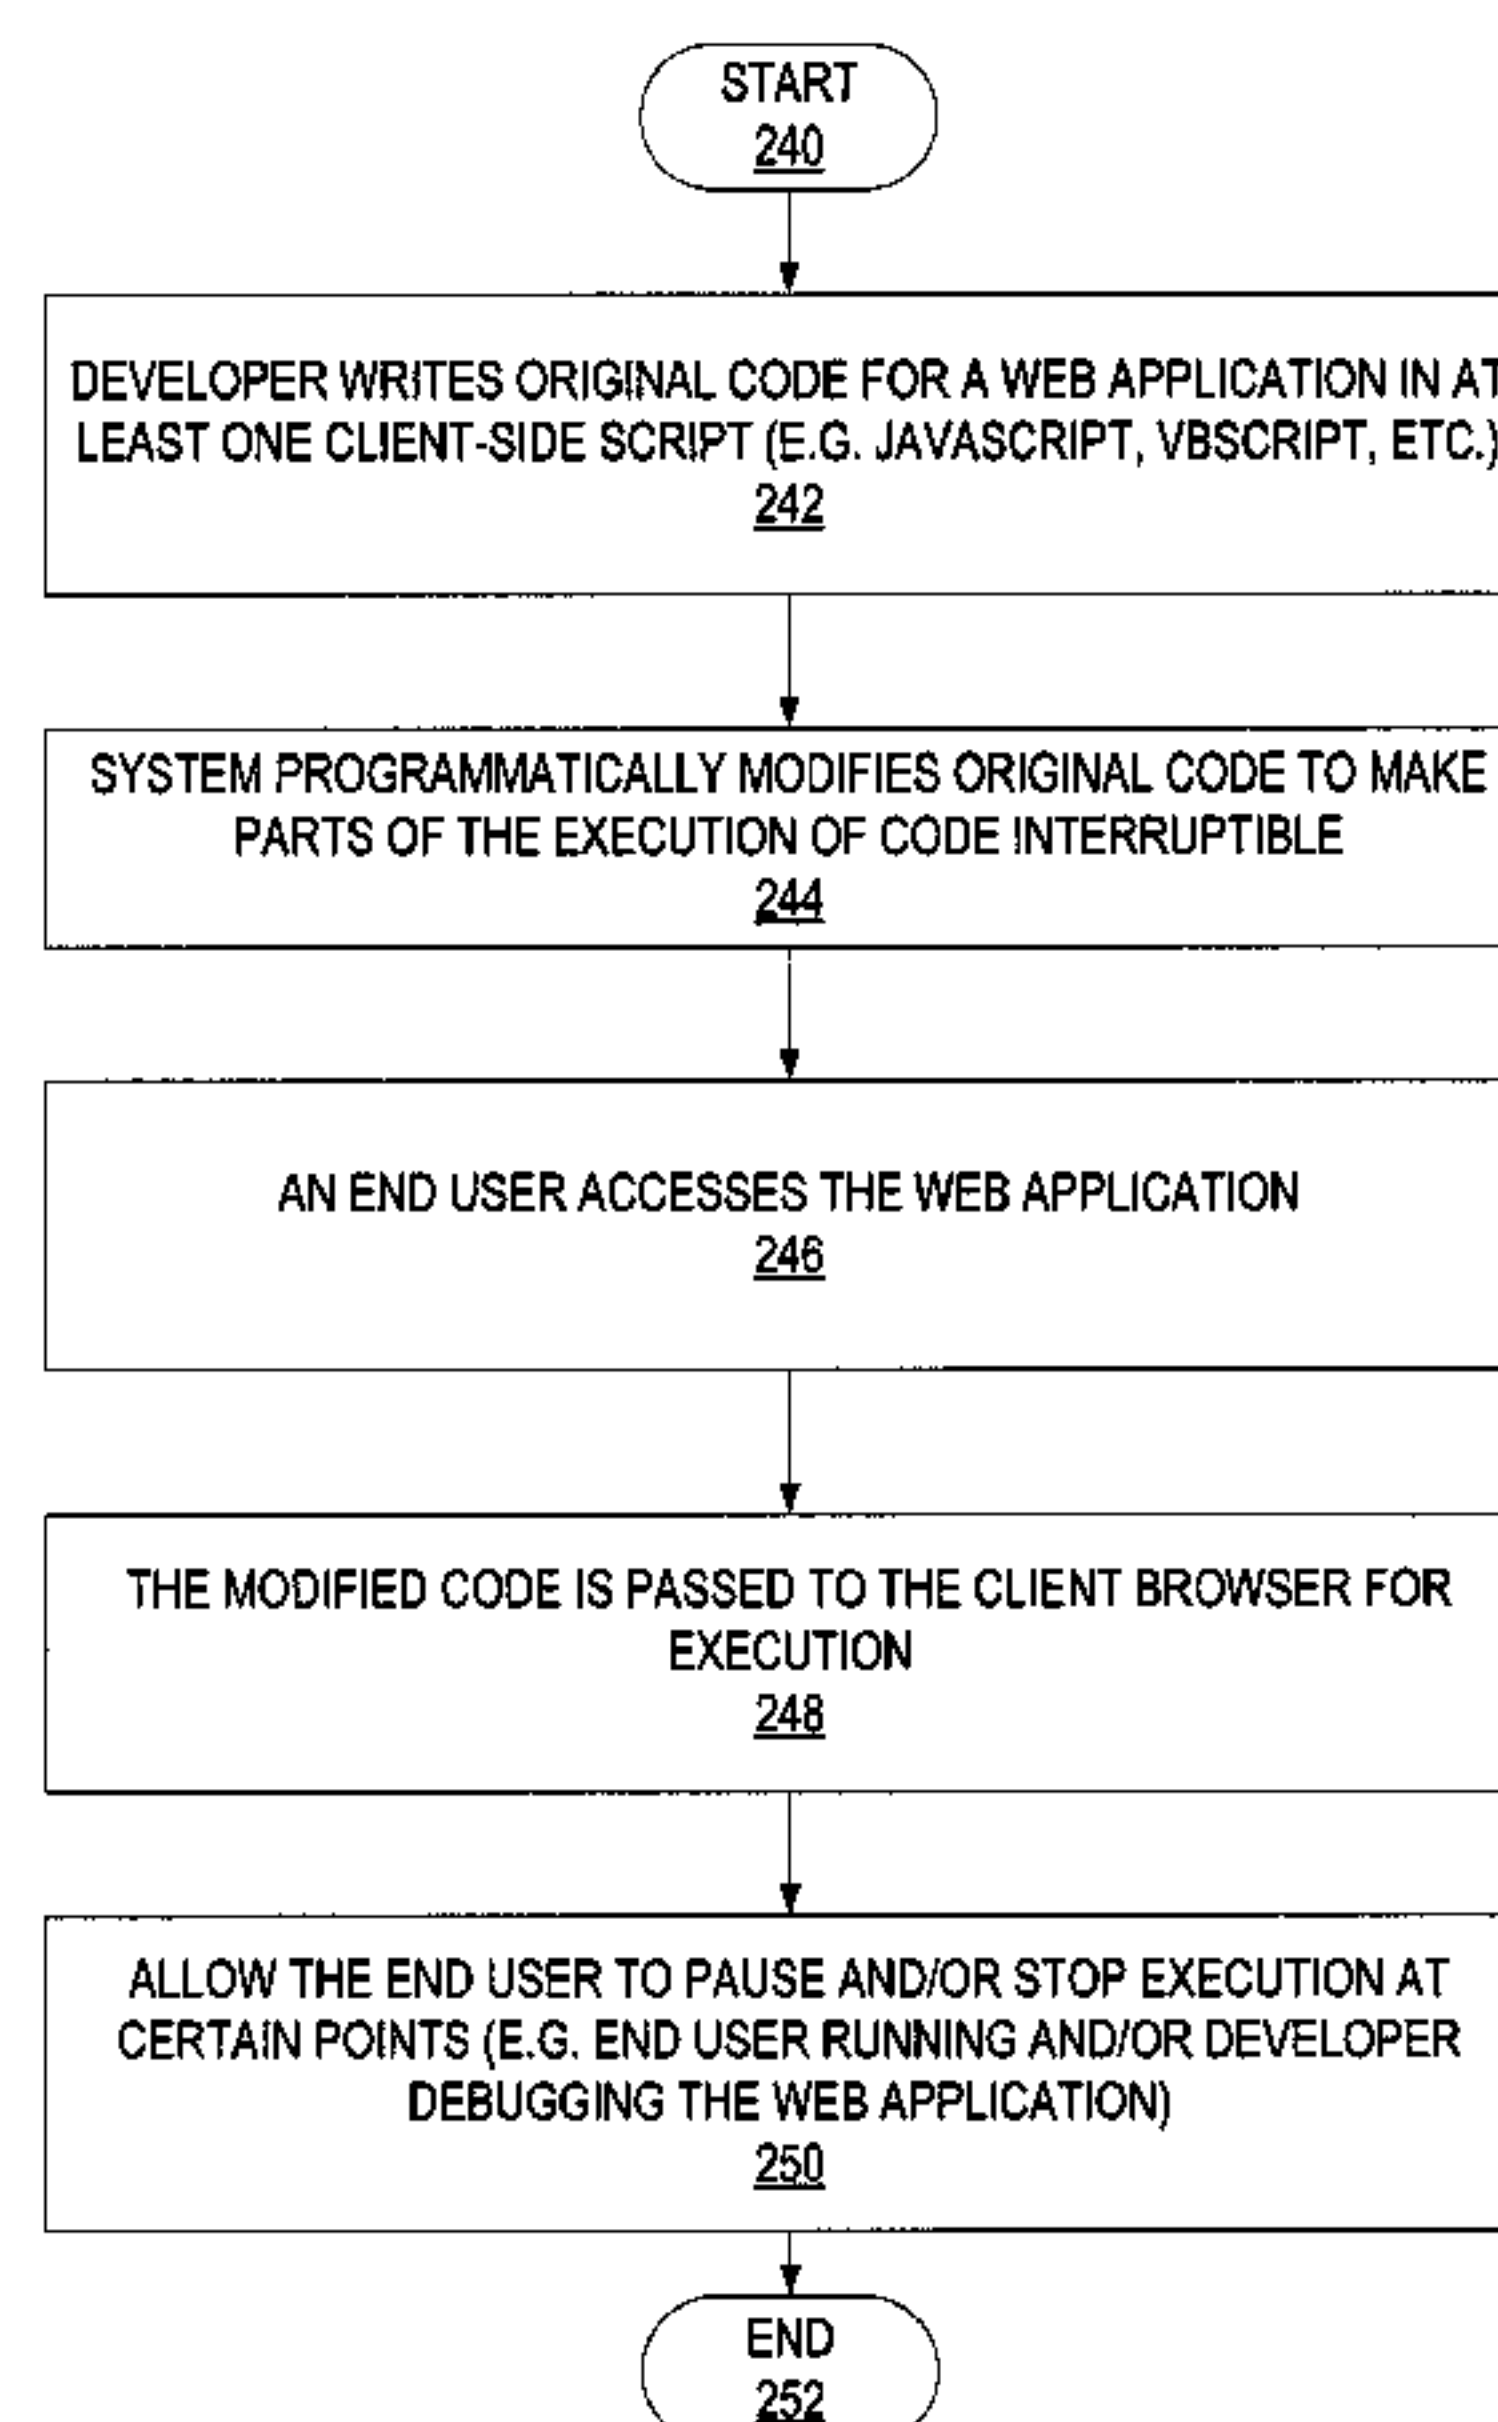 START
240
DEVELOPER WRITES ORIGINAL CODE FOR A WEB APPLICATION IN AT
LEAST ONE CLIENT-SIDE SCRIPT (E.G. JAVASCRIPT, VBSCRIPT, ETC.)
242
SYSTEM PROGRAMMATICALLY MODIFIES ORIGINAL CODE TO MAKE
PARTS OF THE EXECUTION OF CODE INTERRUPTIBLE
244
AN END USER ACCESSES THE WEB APPLICATION
246
THE MODIFIED CODE IS PASSED TO THE CLIENT BROWSER FOR
EXECUTION
248
ALLOW THE END USER TO PAUSE AND/OR STOP EXECUTION AT
CERTAIN POINTS (E.G. END USER RUNNING AND/OR DEVELOPER
DEBUGGING THE WEB APPLICATION)
250
END
252